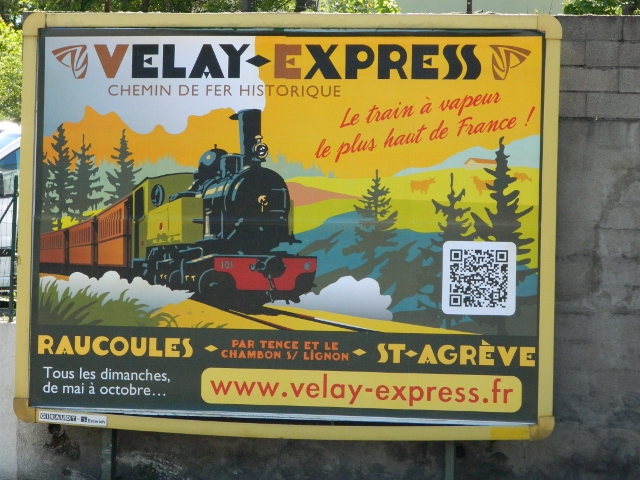 VELAY-EXPRESS
CHEMIN DE FER HISTORIQUE
Le train à vapeur
le plus haut de France !
101
RAUCOULES - PAR TENCE ET LE CHAMBON S/ LIGNON - ST-AGRÈVE
Tous les dimanches,
de mai à octobre...
www.velay-express.fr
GIRAUDY